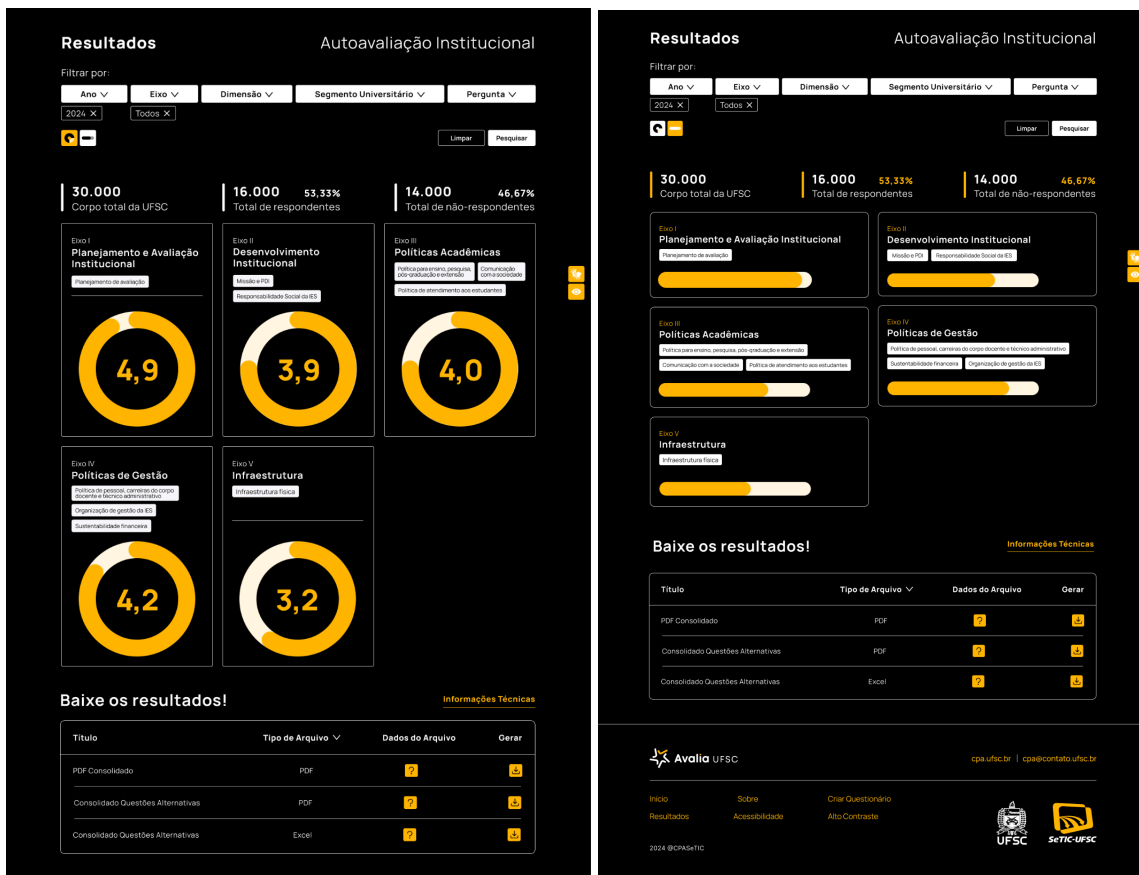 Resultados
Autoavaliação Institucional
Filtrar por:
Ano
Eixo
Dimensão
Segmento Universitário
Pergunta
2024 X
Todos X
Limpar
Pesquisar
30.000
Corpo total da UFSC
16.000 53,33%
Total de respondentes
14.000 46,67%
Total de não-respondentes
Eixo I
Planejamento e Avaliação
Institucional
Planejamento de avaliação
4,9
Eixo II
Desenvolvimento
Institucional
Missão e PDI
Responsabilidade Social da IES
3,9
Eixo III
Políticas Acadêmicas
Política para ensino, pesquisa,
pós-graduação e extensão
Comunicação
com a sociedade
Política de atendimento aos estudantes
4,0
Eixo IV
Políticas de Gestão
Política de pessoal, carreiras do corpo
docente e técnico administrativo
Organização de gestão da IES
Sustentabilidade financeira
4,2
Eixo V
Infraestrutura
Infraestrutura física
3,2
Baixe os resultados!
Informações Técnicas
Título
Tipo de Arquivo
Dados do Arquivo
Gerar
PDF Consolidado
PDF
?
Consolidado Questões Alternativas
PDF
?
Consolidado Questões Alternativas
Excel
?
Resultados
Autoavaliação Institucional
Filtrar por:
Ano
Eixo
Dimensão
Segmento Universitário
Pergunta
2024 X
Todos X
Limpar
Pesquisar
30.000
Corpo total da UFSC
16.000 53,33%
Total de respondentes
14.000 46,67%
Total de não-respondentes
Eixo I
Planejamento e Avaliação Institucional
Planejamento de avaliação
Eixo II
Desenvolvimento Institucional
Missão e PDI
Responsabilidade Social da IES
Eixo III
Políticas Acadêmicas
Política para ensino, pesquisa, pós-graduação e extensão
Comunicação com a sociedade
Política de atendimento aos estudantes
Eixo IV
Políticas de Gestão
Política de pessoal, carreiras do corpo docente e técnico administrativo
Sustentabilidade financeira
Organização de gestão da IES
Eixo V
Infraestrutura
Infraestrutura física
Baixe os resultados!
Informações Técnicas
Título
Tipo de Arquivo
Dados do Arquivo
Gerar
PDF Consolidado
PDF
?
Consolidado Questões Alternativas
PDF
?
Consolidado Questões Alternativas
Excel
?
Avalia UFSC
cpa.ufsc.br | cpa@contato.ufsc.br
Início
Sobre
Criar Questionário
Resultados
Acessibilidade
Alto Contraste
UFSC
SeTIC-UFSC
2024 @CPASeTIC